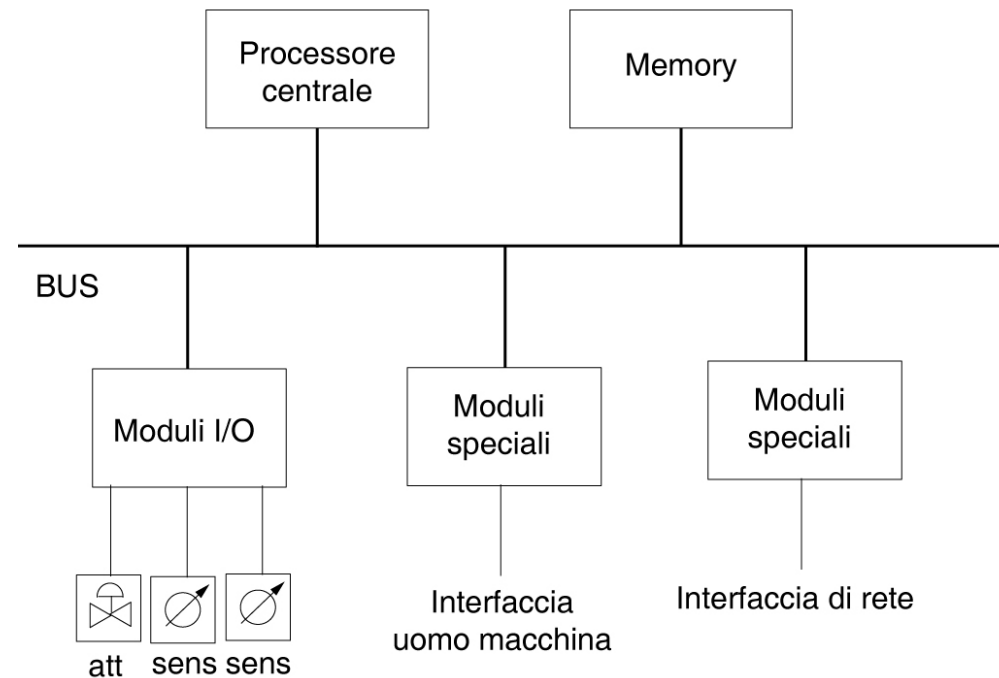 Processore
centrale
Memory
BUS
Moduli I/O
Moduli
speciali
Moduli
speciali
Interfaccia
uomo macchina
Interfaccia di rete
att sens sens